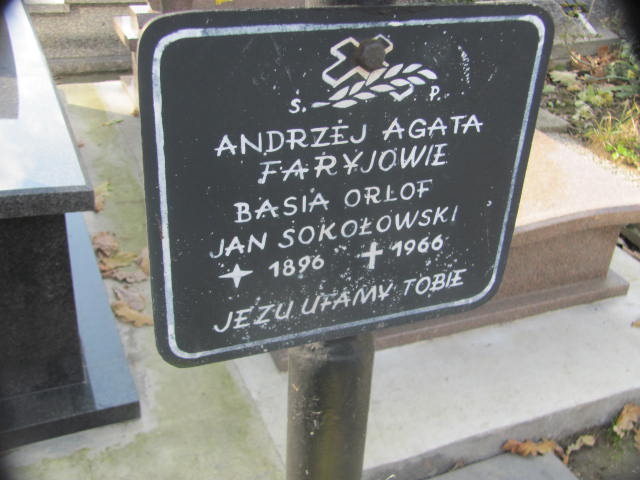 Ś. P.
ANDRZEJ AGATA
FARYJOWIE
BASIA ORŁOF
JAN SOKOŁOWSKI
1896 1966
JEZU UFAMY TOBIE